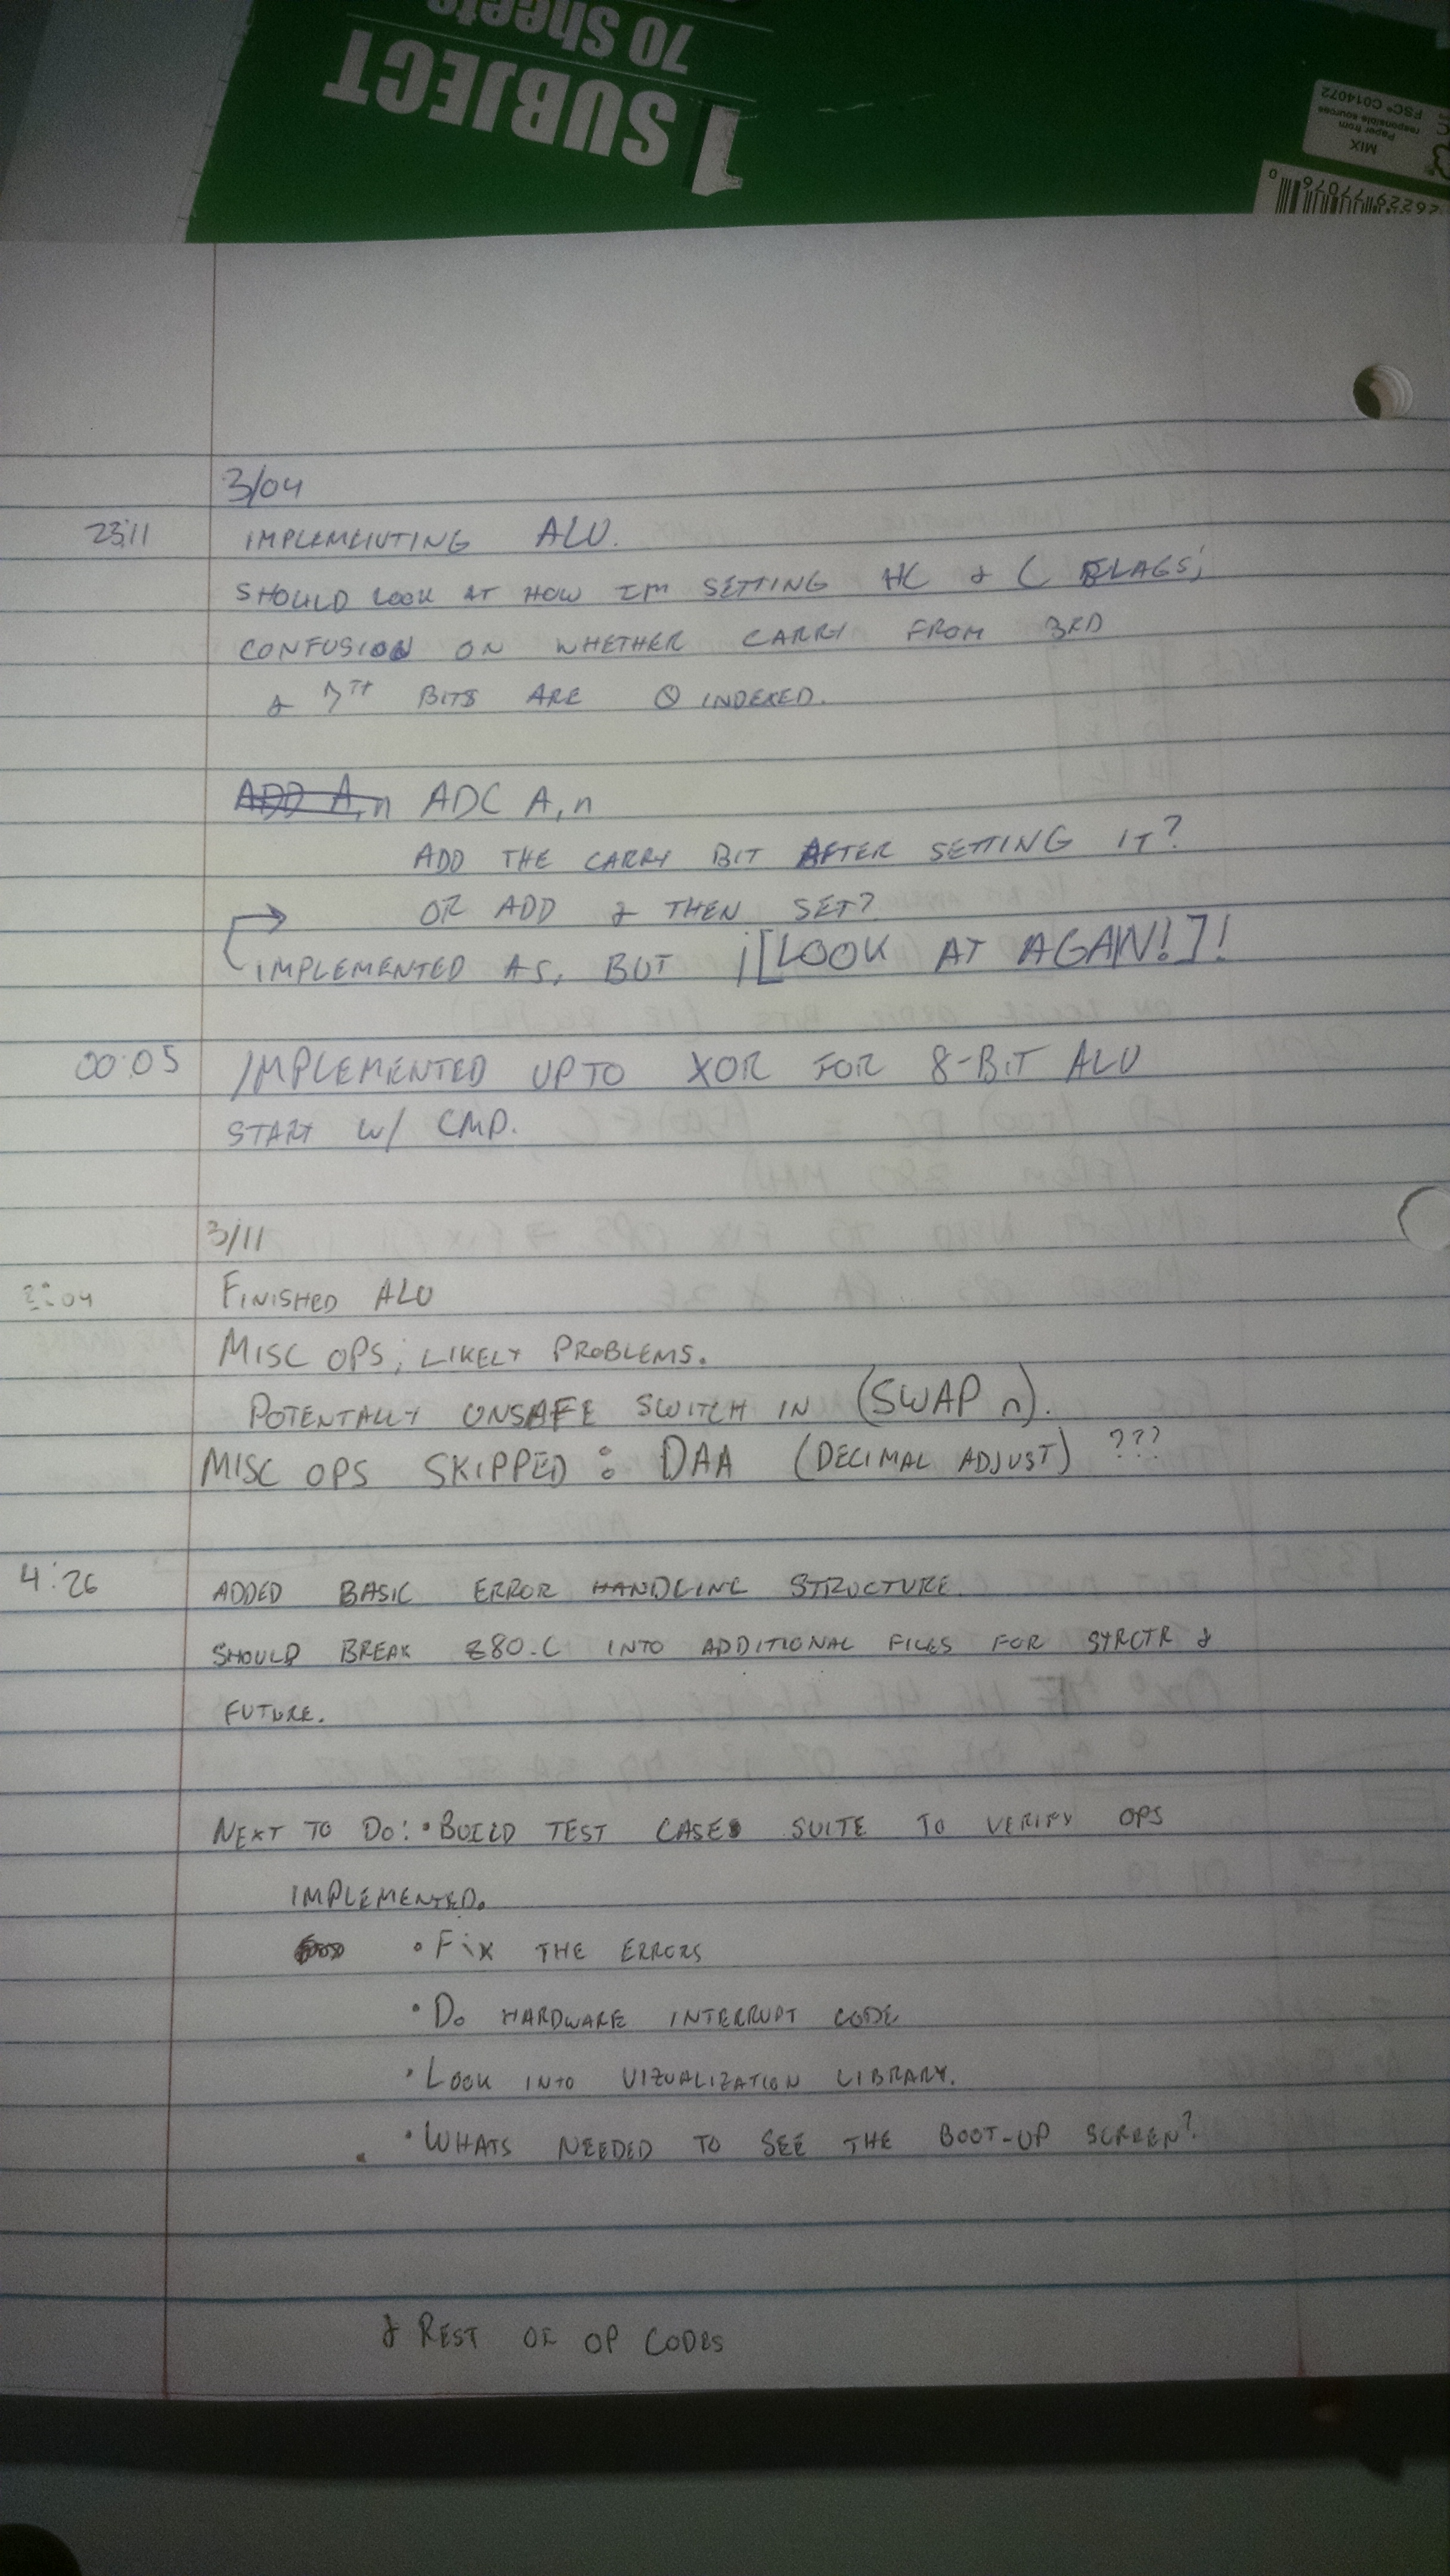 70 Sheets
1 SUBJECT
MIX
Paper from
responsible sources
FSC® C014072
0
3/04
23:11 IMPLEMENTING ALU.
SHOULD LOOK AT HOW IM SETTING HC & C FLAGS;
CONFUSION ON WHETHER CARRY FROM 3RD
& 7TH BITS ARE 0 INDEXED.
ADD A,n ADC A,n
ADD THE CARRY BIT AFTER SETTING IT?
OR ADD & THEN SET?
IMPLEMENTED AS, BUT ¡[LOOK AT AGAIN!]!
00:05 IMPLEMENTED UPTO XOR FOR 8-BIT ALU
START W/ CMP.
3/11
FINISHED ALU
MISC OPS; LIKELY PROBLEMS.
POTENTALLY UNSAFE SWITCH IN (SWAP n).
MISC OPS SKIPPED: DAA (DECIMAL ADJUST) ???
4:26 ADDED BASIC ERROR HANDLING STRUCTURE.
SHOULD BREAK Z80.C INTO ADDITIONAL FILES FOR STRCTR &
FUTURE.
NEXT TO DO: • BUILD TEST CASES SUITE TO VERIFY OPS
IMPLEMENTED.
• FIX THE ERRORS
• DO HARDWARE INTERRUPT CODE
• LOOK INTO VIZUALIZATION LIBRARY.
• WHATS NEEDED TO SEE THE BOOT-UP SCREEN?
& REST OF OP CODES